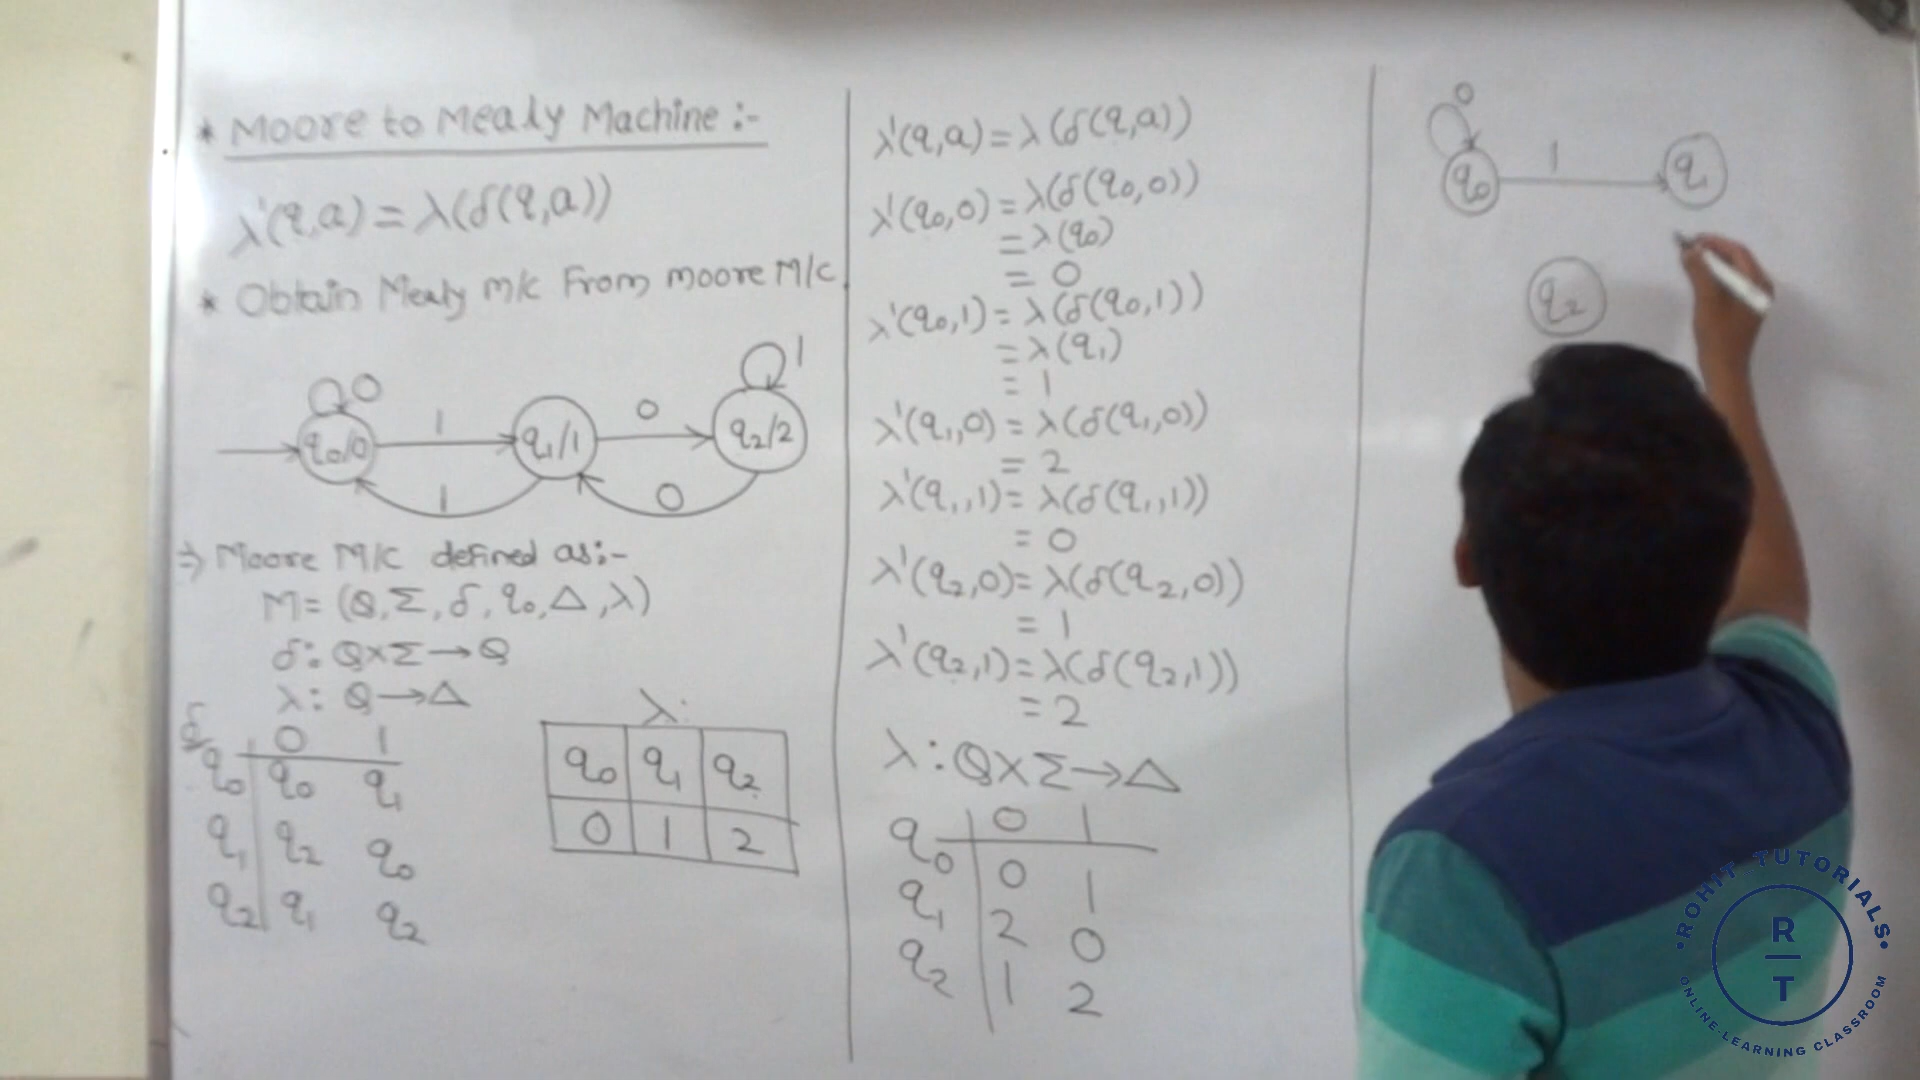 * Moore to Mealy Machine :-
λ'(q,a) = λ(δ(q,a))
* Obtain Mealy m/c From moore M/c.
0
1
1
0
q0/0
q1/1
q2/2
1
0
⇒ Moore M/c defined as:-
M = (Q, Σ, δ, q0, Δ, λ)
δ: Q×Σ→Q
λ: Q→Δ
δ 0 1
q0 q0 q1
q1 q2 q0
q2 q1 q2
λ:
q0 q1 q2
0 1 2
λ'(q,a) = λ(δ(q,a))
λ'(q0,0) = λ(δ(q0,0))
= λ(q0)
= 0
λ'(q0,1) = λ(δ(q0,1))
= λ(q1)
= 1
λ'(q1,0) = λ(δ(q1,0))
= 2
λ'(q1,1) = λ(δ(q1,1))
= 0
λ'(q2,0) = λ(δ(q2,0))
= 1
λ'(q2,1) = λ(δ(q2,1))
= 2
λ: Q×Σ→Δ
0 1
q0 0 1
q1 2 0
q2 1 2
0
1
q0 q1
q2
ROHIT TUTORIALS
R
T
ONLINE-LEARNING CLASSROOM